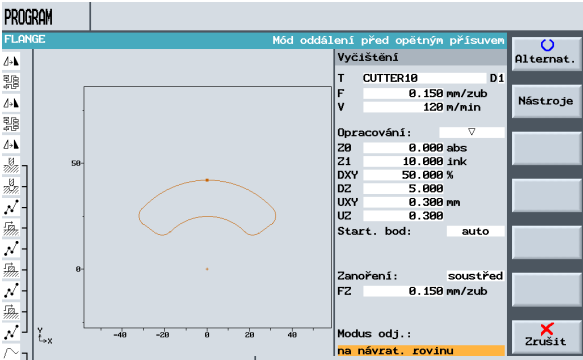 PROGRAM
FLANGE Mód oddálení před opětným přísuvem
Alternat.
Vyčištění
T CUTTER10 D1
F 0.150 mm/zub
V 120 m/min
Nástroje
Opracování: ▽
Z0 0.000 abs
Z1 10.000 ink
DXY 50.000 %
DZ 5.000
UXY 0.300 mm
UZ 0.300
Start. bod: auto
Zanoření: soustřed
FZ 0.150 mm/zub
Modus odj.:
na návrat. rovinu
Zrušit
50
0
-40 -20 0 20 40
Y
X